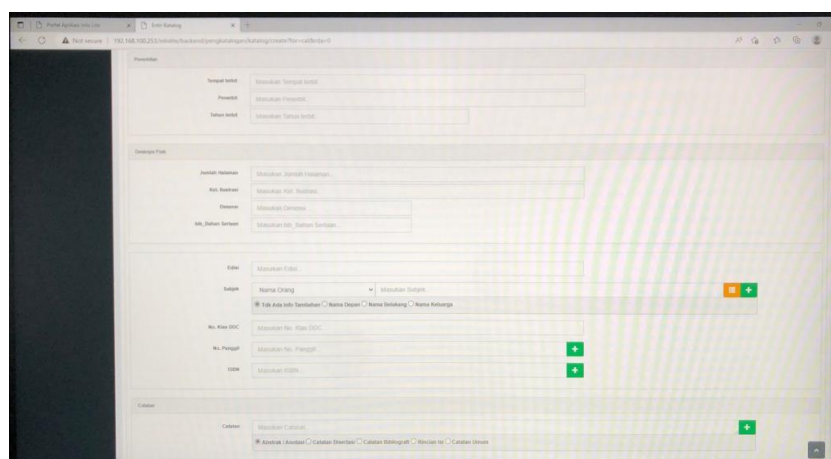 Portal Aplikasi Inlis Lite
Entri Katalog
Not secure
Penerbitan
Tempat terbit Masukan Tempat terbit...
Penerbit Masukan Penerbit...
Tahun terbit Masukan Tahun terbit...
Deskripsi Fisik
Jumlah Halaman Masukan Jumlah Halaman...
Ket. Ilustrasi Masukan Ket. Ilustrasi...
Dimensi Masukan Dimensi...
Masukan
Edisi Masukan Edisi...
Subjek Nama Orang Masukan Subjek...
Tdk Ada Info Tambahan Nama Depan Nama Belakang Nama Keluarga
No. Klas DDC Masukan No. Klas DDC...
No. Panggil Masukan No. Panggil...
ISBN Masukan ISBN...
Catatan
Catatan Masukan Catatan...
Abstrak / Anotasi Catatan Disertasi Catatan Bibliografi Rincian Isi Catatan Umum